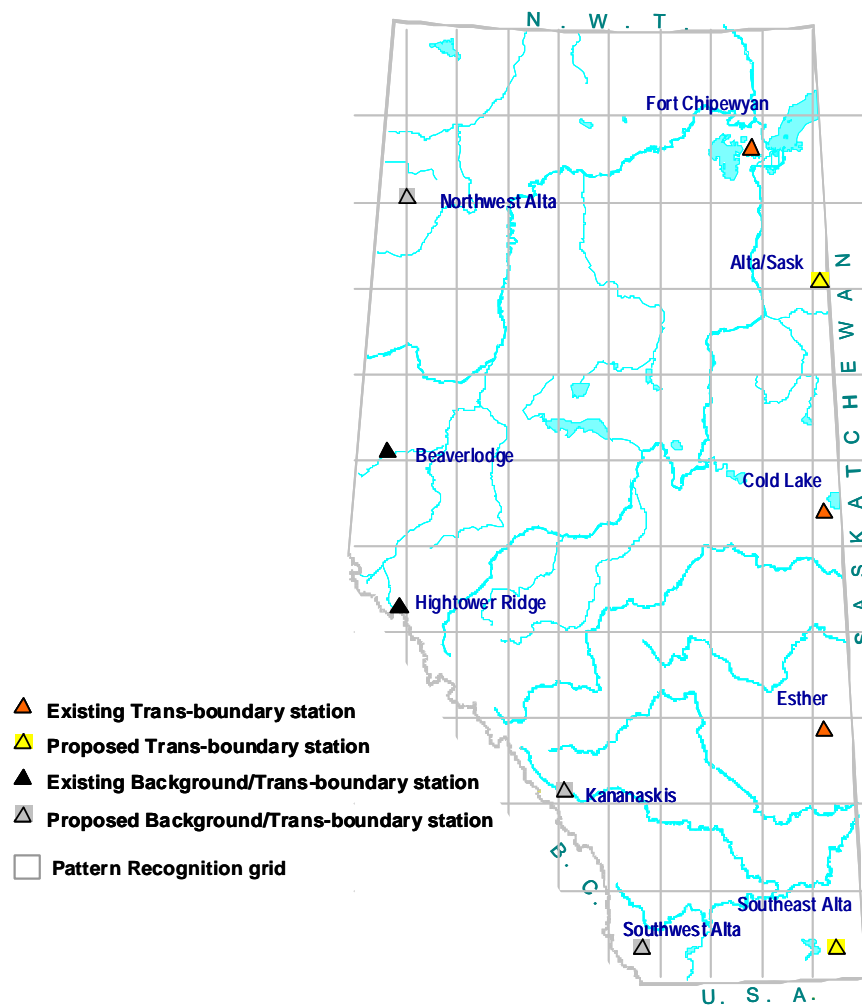 N. W. T.
Fort Chipewyan
Northwest Alta
Alta/Sask
SASKATCHEWAN
Beaverlodge
Cold Lake
Hightower Ridge
Esther
Existing Trans-boundary station
Proposed Trans-boundary station
Existing Background/Trans-boundary station
Proposed Background/Trans-boundary station
Pattern Recognition grid
Kananaskis
B. C.
Southeast Alta
Southwest Alta
U. S. A.